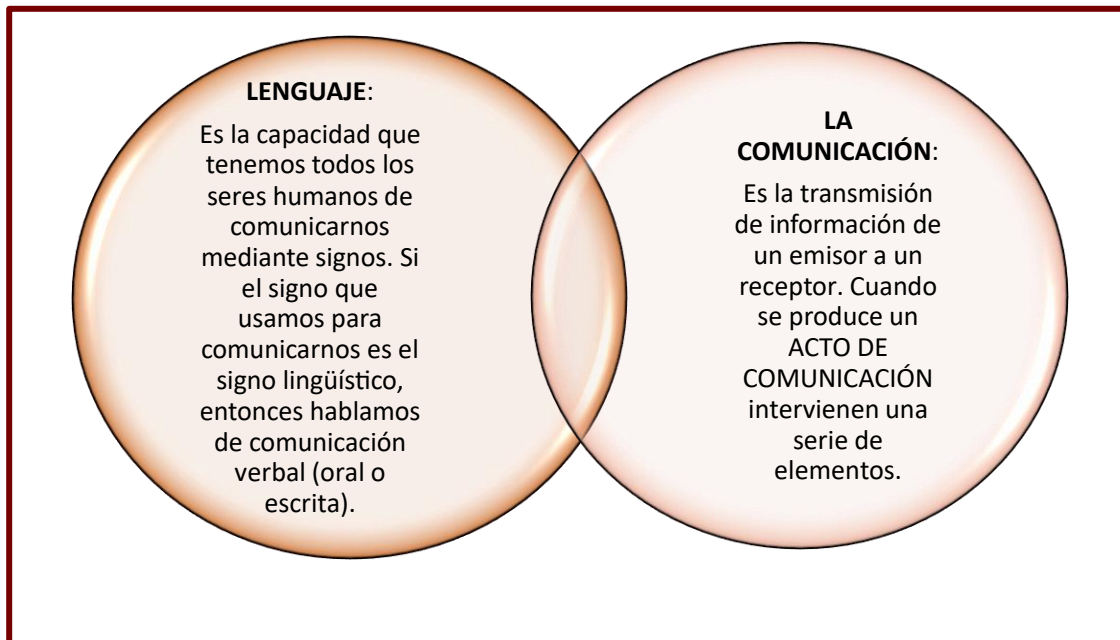 LENGUAJE:
Es la capacidad que
tenemos todos los
seres humanos de
comunicarnos
mediante signos. Si
el signo que
usamos para
comunicarnos es el
signo lingüístico,
entonces hablamos
de comunicación
verbal (oral o
escrita).
LA
COMUNICACIÓN:
Es la transmisión
de información de
un emisor a un
receptor. Cuando
se produce un
ACTO DE
COMUNICACIÓN
intervienen una
serie de
elementos.